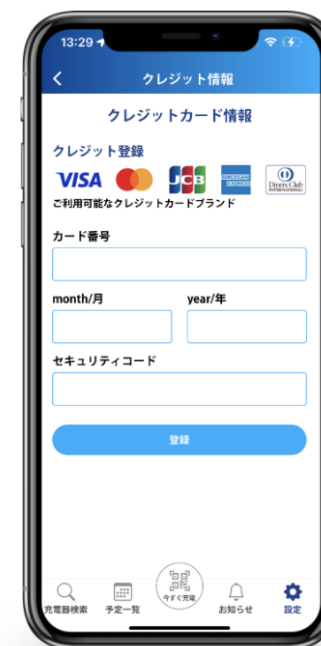 13:29
クレジット情報
クレジットカード情報
クレジット登録
VISA JCB AMERICAN EXPRESS Diners Club INTERNATIONAL
ご利用可能なクレジットカードブランド
カード番号
month/月 year/年
セキュリティコード
登録
充電器検索 予定一覧 今すぐ充電 お知らせ 設定